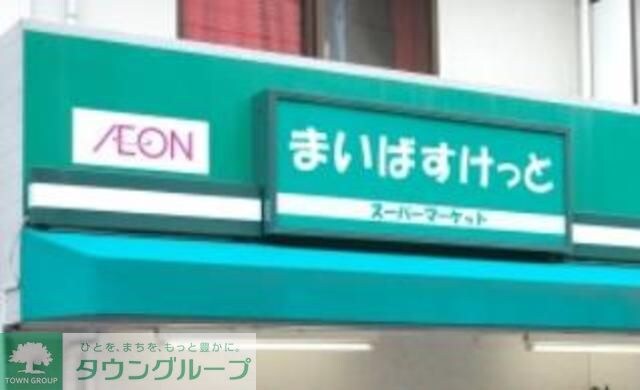 ÆON
まいばすけっと
スーパーマーケット
ひとを、まちを、もっと豊かに。
タウングループ
TOWN GROUP